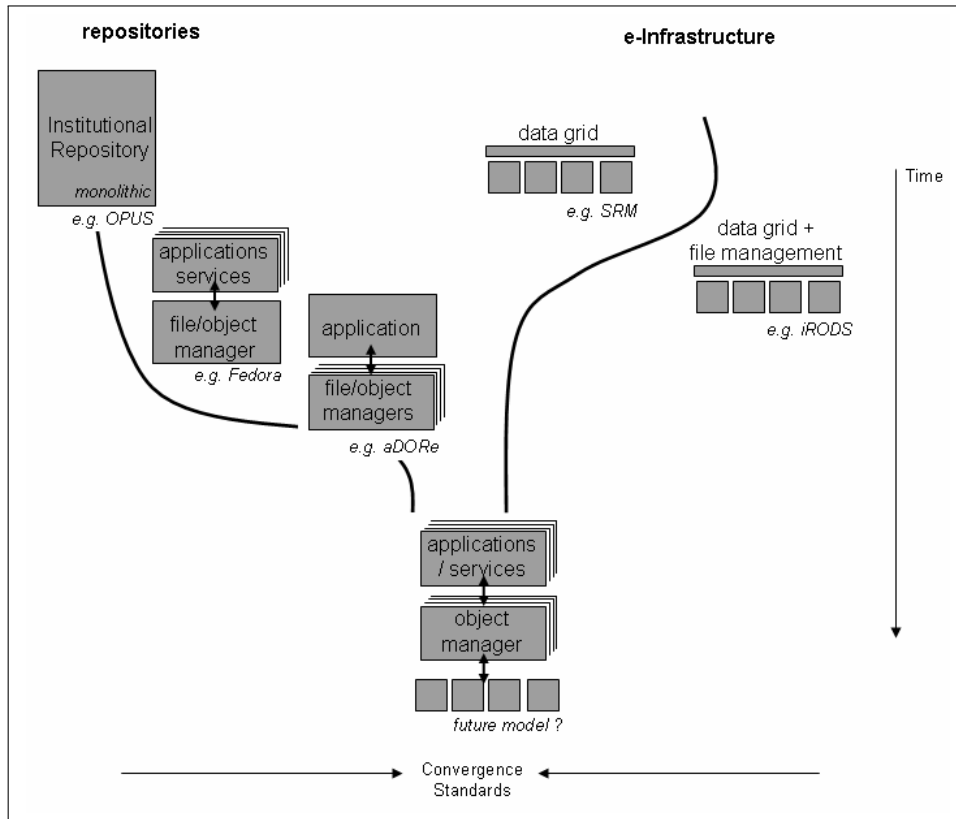 repositories
e-Infrastructure
Institutional
Repository
monolithic
e.g. OPUS
data grid
e.g. SRM
Time
applications
services
file/object
manager
e.g. Fedora
data grid +
file management
e.g. iRODS
application
file/object
managers
e.g. aDORe
applications
/ services
object
manager
future model ?
Convergence
Standards